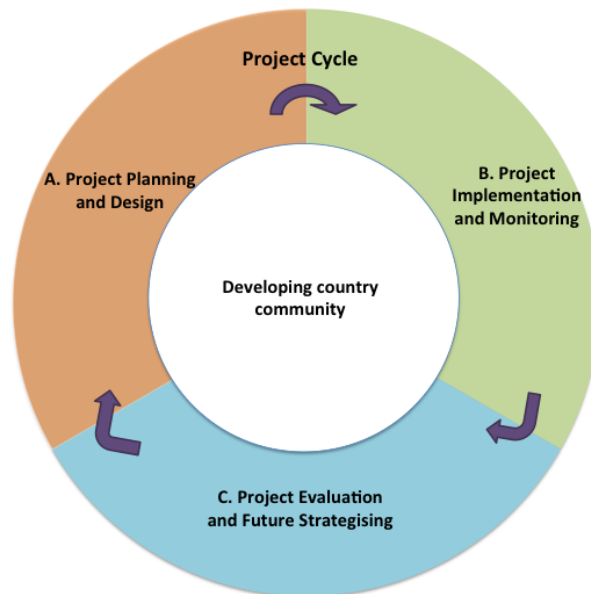 Project Cycle
A. Project Planning
and Design
B. Project
Implementation
and Monitoring
Developing country
community
C. Project Evaluation
and Future Strategising